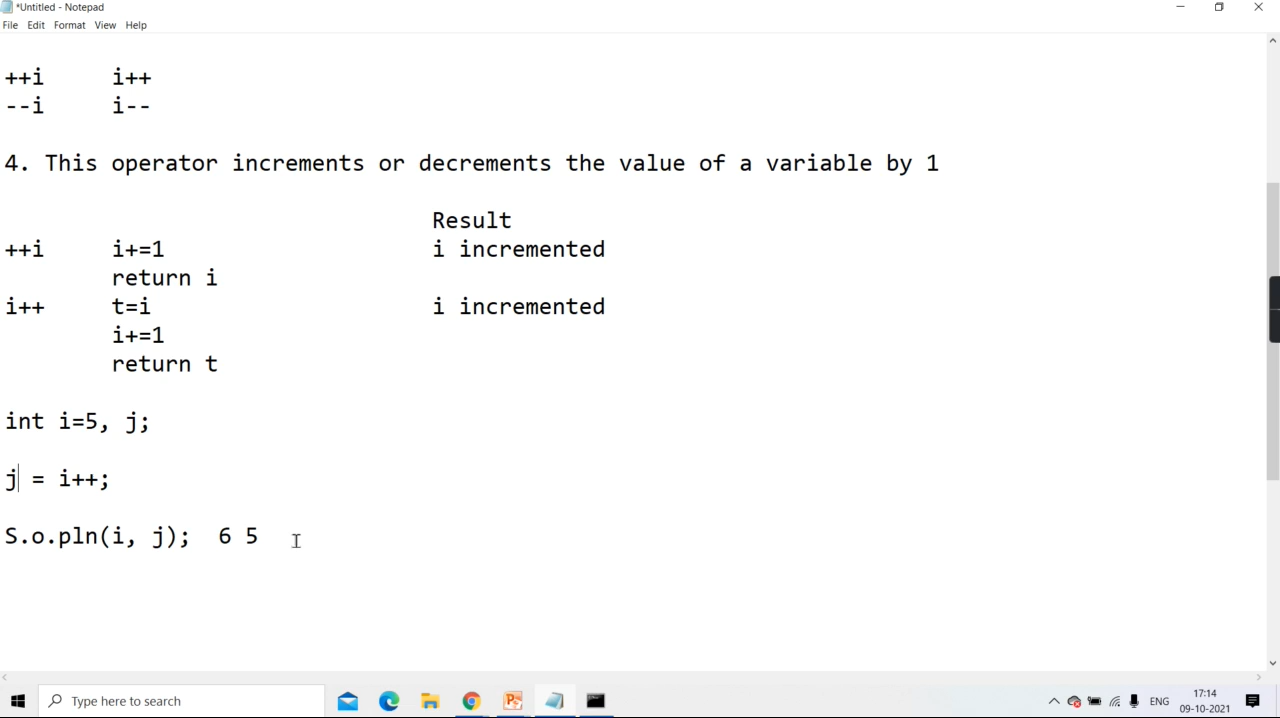 *Untitled - Notepad
File Edit Format View Help
++i i++
--i i--
4. This operator increments or decrements the value of a variable by 1
Result
++i i+=1 i incremented
return i
i++ t=i i incremented
i+=1
return t
int i=5, j;
j = i++;
S.o.pln(i, j); 6 5
Type here to search
ENG
17:14
09-10-2021